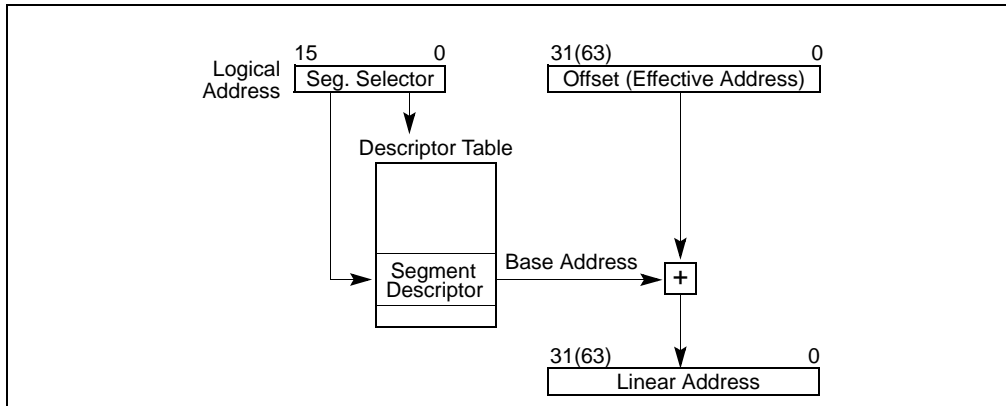 15 0
31(63) 0
Logical
Address
Seg. Selector
Offset (Effective Address)
Descriptor Table
Base Address
Segment
Descriptor
+
31(63) 0
Linear Address